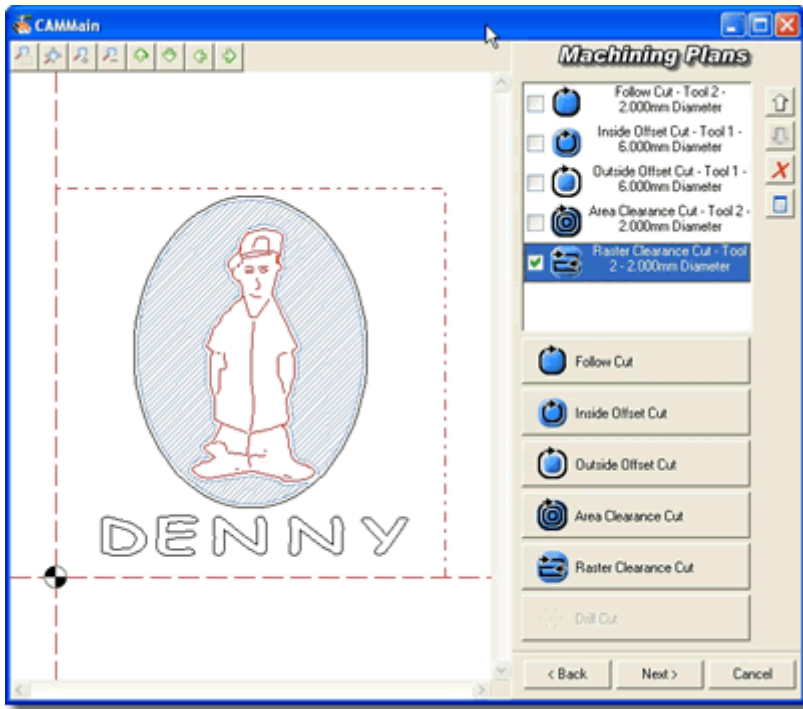 CAMMain
Machining Plans
Follow Cut - Tool 2 -
2.000mm Diameter
Inside Offset Cut - Tool 1 -
6.000mm Diameter
Outside Offset Cut - Tool 1 -
6.000mm Diameter
Area Clearance Cut - Tool 2 -
2.000mm Diameter
Raster Clearance Cut - Tool
2 - 2.000mm Diameter
Follow Cut
Inside Offset Cut
Outside Offset Cut
Area Clearance Cut
Raster Clearance Cut
Drill Cut
DENNY
< Back
Next >
Cancel